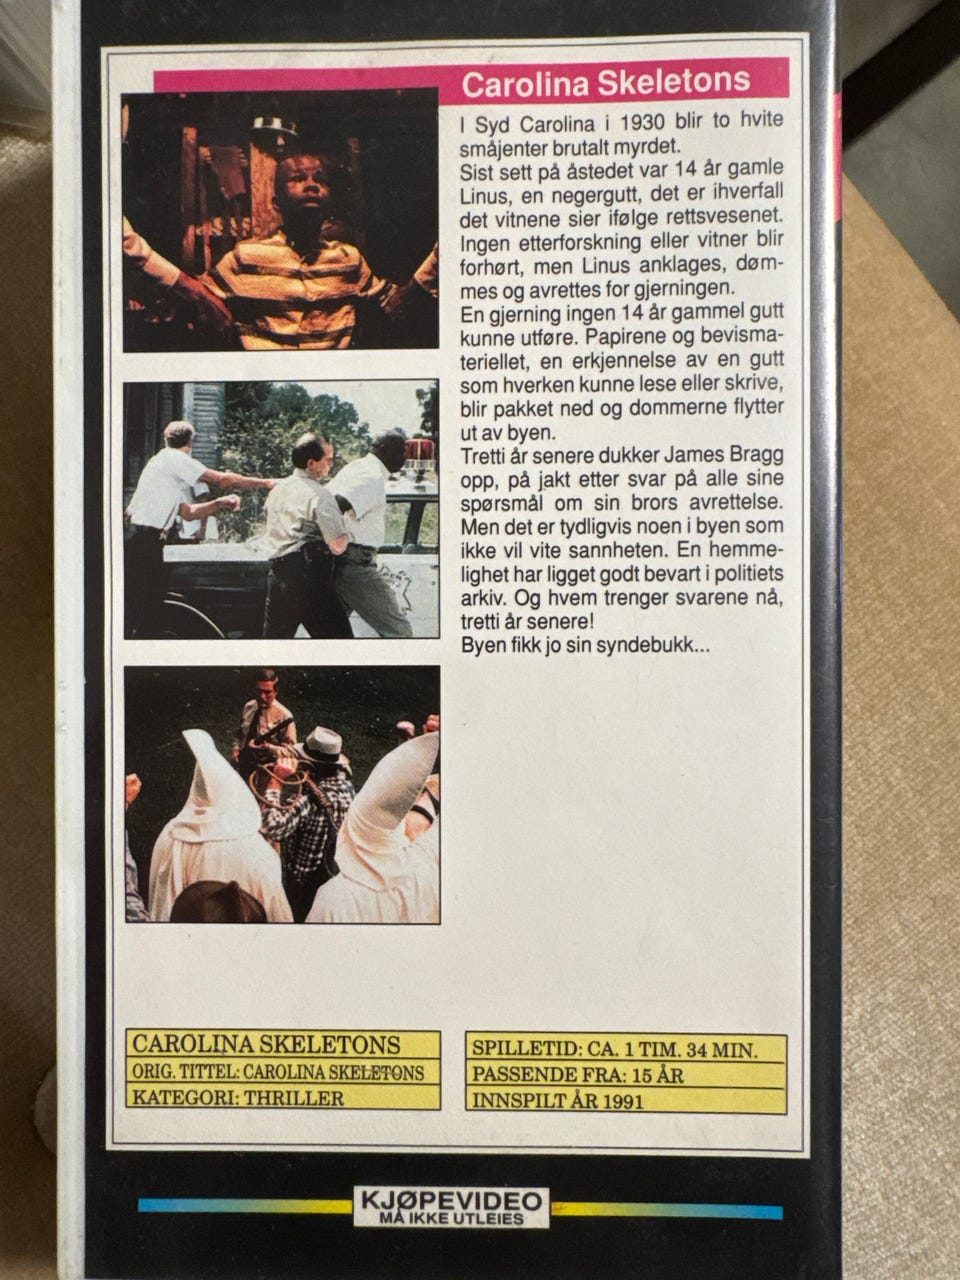 Carolina Skeletons
I Syd Carolina i 1930 blir to hvite
småjenter brutalt myrdet.
Sist sett på åstedet var 14 år gamle
Linus, en negergutt, det er ihverfall
det vitnene sier ifølge rettsvesenet.
Ingen etterforskning eller vitner blir
forhørt, men Linus anklages, døm-
mes og avrettes for gjerningen.
En gjerning ingen 14 år gammel gutt
kunne utføre. Papirene og bevisma-
teriellet, en erkjennelse av en gutt
som hverken kunne lese eller skrive,
blir pakket ned og dommerne flytter
ut av byen.
Tretti år senere dukker James Bragg
opp, på jakt etter svar på alle sine
spørsmål om sin brors avrettelse.
Men det er tydligvis noen i byen som
ikke vil vite sannheten. En hemme-
lighet har ligget godt bevart i politiets
arkiv. Og hvem trenger svarene nå,
tretti år senere!
Byen fikk jo sin syndebukk...
CAROLINA SKELETONS
ORIG. TITTEL: CAROLINA SKELETONS
KATEGORI: THRILLER
SPILLETID: CA. 1 TIM. 34 MIN.
PASSENDE FRA: 15 ÅR
INNSPILT ÅR 1991
KJØPEVIDEO
MÅ IKKE UTLEIES